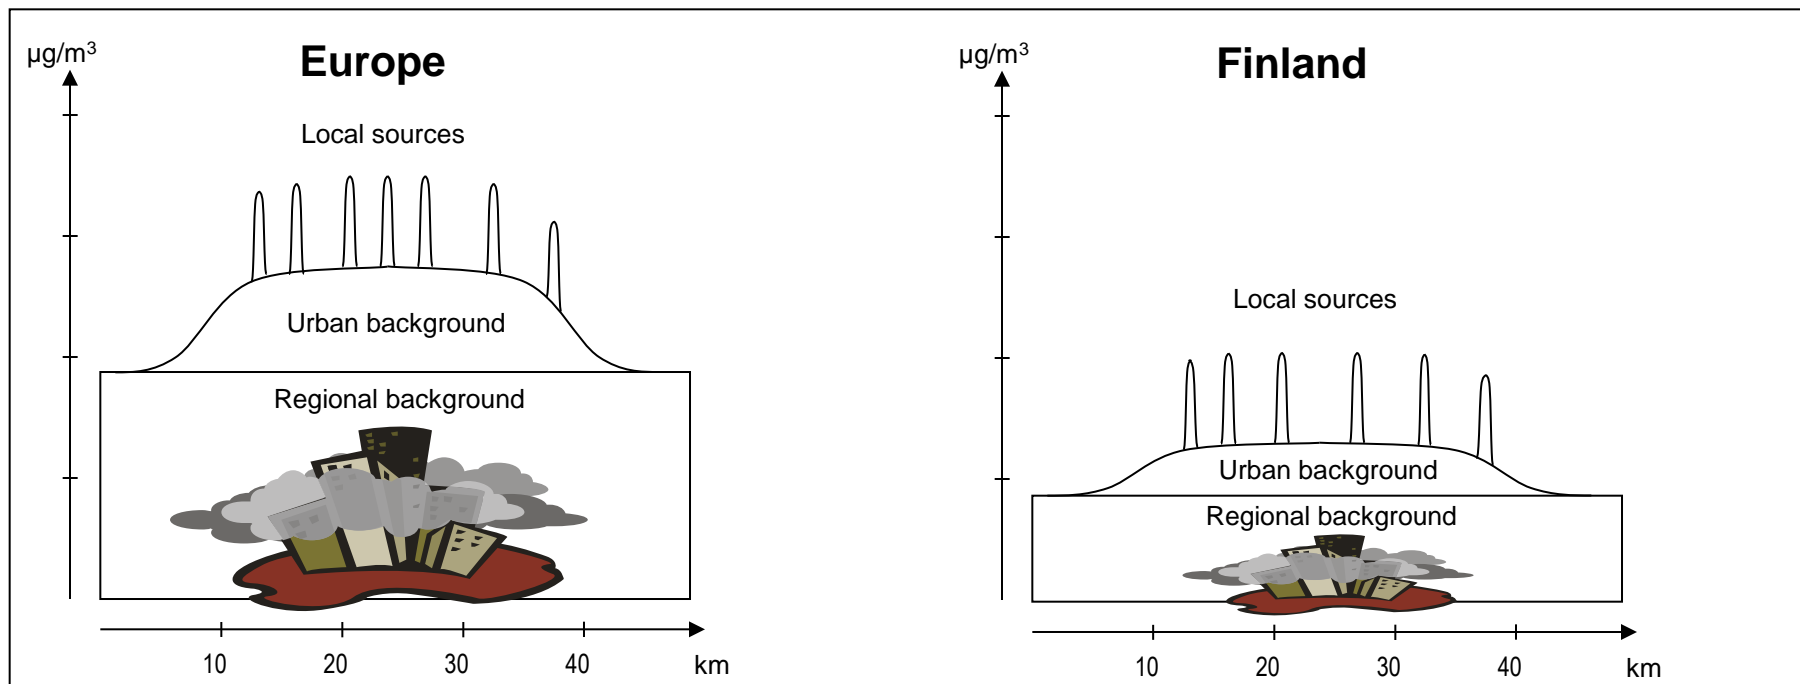 Europe
µg/m³
Local sources
Urban background
Regional background
10 20 30 40 km
Finland
µg/m³
Local sources
Urban background
Regional background
10 20 30 40 km